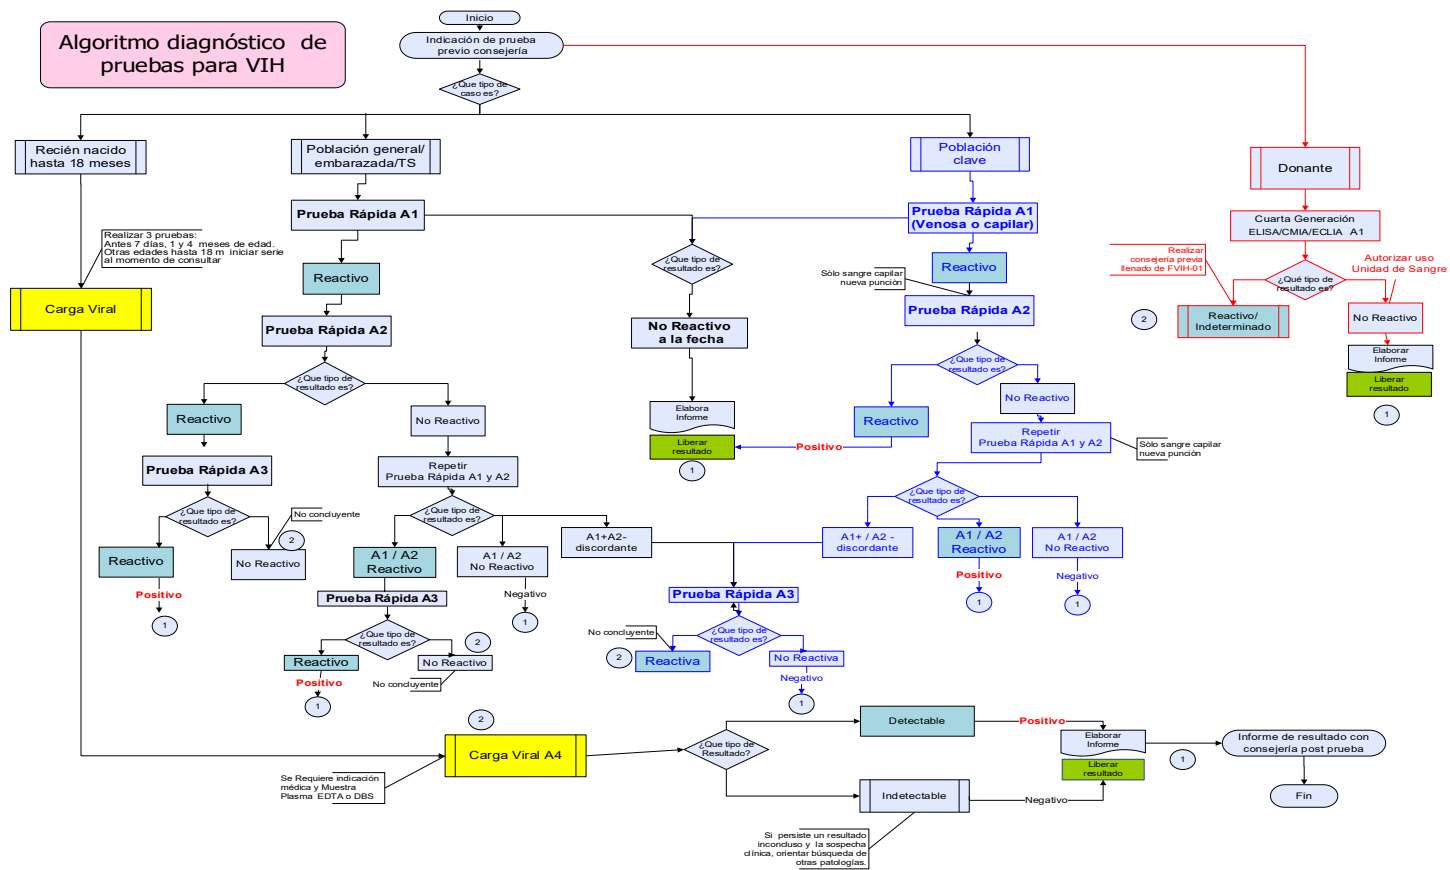 Inicio
Algoritmo diagnóstico de
pruebas para VIH
Indicación de prueba
previo consejería
¿Que tipo de
caso es?
Recién nacido
hasta 18 meses
Población general/
embarazada/TS
Población
clave
Donante
Prueba Rápida A1
Prueba Rápida A1
(Venosa o capilar)
Cuarta Generación
ELISA/CMIA/ECLIA A1
Realizar 3 pruebas:
Antes 7 días, 1 y 4 meses de edad.
Otras edades hasta 18 m iniciar serie
al momento de consultar
¿Que tipo de
resultado es?
Realizar
consejería previa
llenado de FVIH-01
Autorizar uso
Unidad de Sangre
Reactivo
Reactivo
Sòlo sangre capilar
nueva punciòn
¿Qué tipo de
resultado es?
Carga Viral
Prueba Rápida A2
No Reactivo
a la fecha
Prueba Rápida A2
2
Reactivo/
Indeterminado
No Reactivo
Elaborar
Informe
Liberar
resultado
1
¿Que tipo de
resultado es?
¿Que tipo de
resultado es?
Reactivo
No Reactivo
Elabora
Informe
Liberar
resultado
1
Positivo
Reactivo
No Reactivo
Repetir
Prueba Rápida A1 y A2
Sòlo sangre capilar
nueva punciòn
Prueba Rápida A3
Repetir
Prueba Rápida A1 y A2
¿Que tipo de
resultado es?
No concluyente
2
¿Que tipo de
resultado es?
¿Que tipo de
resultado es?
Reactivo
No Reactivo
A1 / A2
Reactivo
A1 / A2
No Reactivo
A1+A2-
discordante
A1+ / A2 -
discordante
A1 / A2
Reactivo
A1 / A2
No Reactivo
Positivo
1
Prueba Rápida A3
Negativo
1
Prueba Rápida A3
Positivo
1
Negativo
1
¿Que tipo de
resultado es?
2
Reactivo
No Reactivo
Positivo
No concluyente
1
No concluyente
¿Que tipo de
resultado es?
2
Reactiva
No Reactiva
Negativo
1
2
Carga Viral A4
Se Requiere indicación
médica y Muestra
Plasma EDTA o DBS
¿Que tipo de
Resultado?
Detectable
Positivo
Elaborar
Informe
Liberar
resultado
1
Informe de resultado con
consejería post prueba
Fin
Indetectable
Negativo
Si persiste un resultado
inconcluso y la sospecha
clínica, orientar búsqueda de
otras patologías.